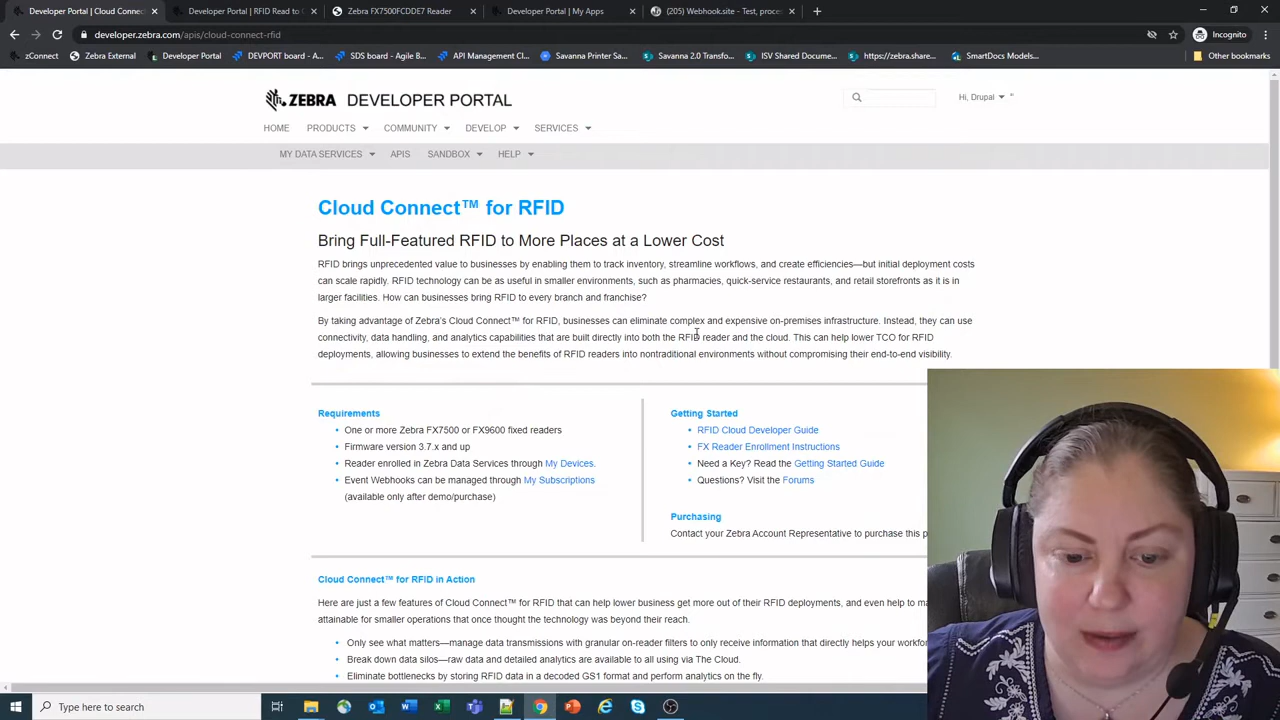 Developer Portal | Cloud Connect
Developer Portal | RFID Read to C
Zebra FX7500FCDDE7 Reader
Developer Portal | My Apps
(205) Webhook.site - Test, proce
developer.zebra.com/apis/cloud-connect-rfid
Incognito
zConnect
Zebra External
Developer Portal
DEVPORT board - A...
SDS board - Agile B...
API Management Cl...
Savanna Printer Sa...
Savanna 2.0 Transfo...
ISV Shared Docume...
https://zebra.share...
SmartDocs Models...
Other bookmarks
ZEBRA DEVELOPER PORTAL
Hi, Drupal
HOME PRODUCTS COMMUNITY DEVELOP SERVICES
MY DATA SERVICES APIS SANDBOX HELP
Cloud Connect™ for RFID
Bring Full-Featured RFID to More Places at a Lower Cost
RFID brings unprecedented value to businesses by enabling them to track inventory, streamline workflows, and create efficiencies—but initial deployment costs
can scale rapidly. RFID technology can be as useful in smaller environments, such as pharmacies, quick-service restaurants, and retail storefronts as it is in
larger facilities. How can businesses bring RFID to every branch and franchise?
By taking advantage of Zebra's Cloud Connect™ for RFID, businesses can eliminate complex and expensive on-premises infrastructure. Instead, they can use
connectivity, data handling, and analytics capabilities that are built directly into both the RFID reader and the cloud. This can help lower TCO for RFID
deployments, allowing businesses to extend the benefits of RFID readers into nontraditional environments without compromising their end-to-end visibility.
Requirements
• One or more Zebra FX7500 or FX9600 fixed readers
• Firmware version 3.7.x and up
• Reader enrolled in Zebra Data Services through My Devices.
• Event Webhooks can be managed through My Subscriptions
(available only after demo/purchase)
Getting Started
• RFID Cloud Developer Guide
• FX Reader Enrollment Instructions
• Need a Key? Read the Getting Started Guide
• Questions? Visit the Forums
Purchasing
Contact your Zebra Account Representative to purchase this p
Cloud Connect™ for RFID in Action
Here are just a few features of Cloud Connect™ for RFID that can help lower business get more out of their RFID deployments, and even help to ma
attainable for smaller operations that once thought the technology was beyond their reach.
• Only see what matters—manage data transmissions with granular on-reader filters to only receive information that directly helps your workfo
• Break down data silos—raw data and detailed analytics are available to all using via The Cloud.
• Eliminate bottlenecks by storing RFID data in a decoded GS1 format and perform analytics on the fly.
Type here to search